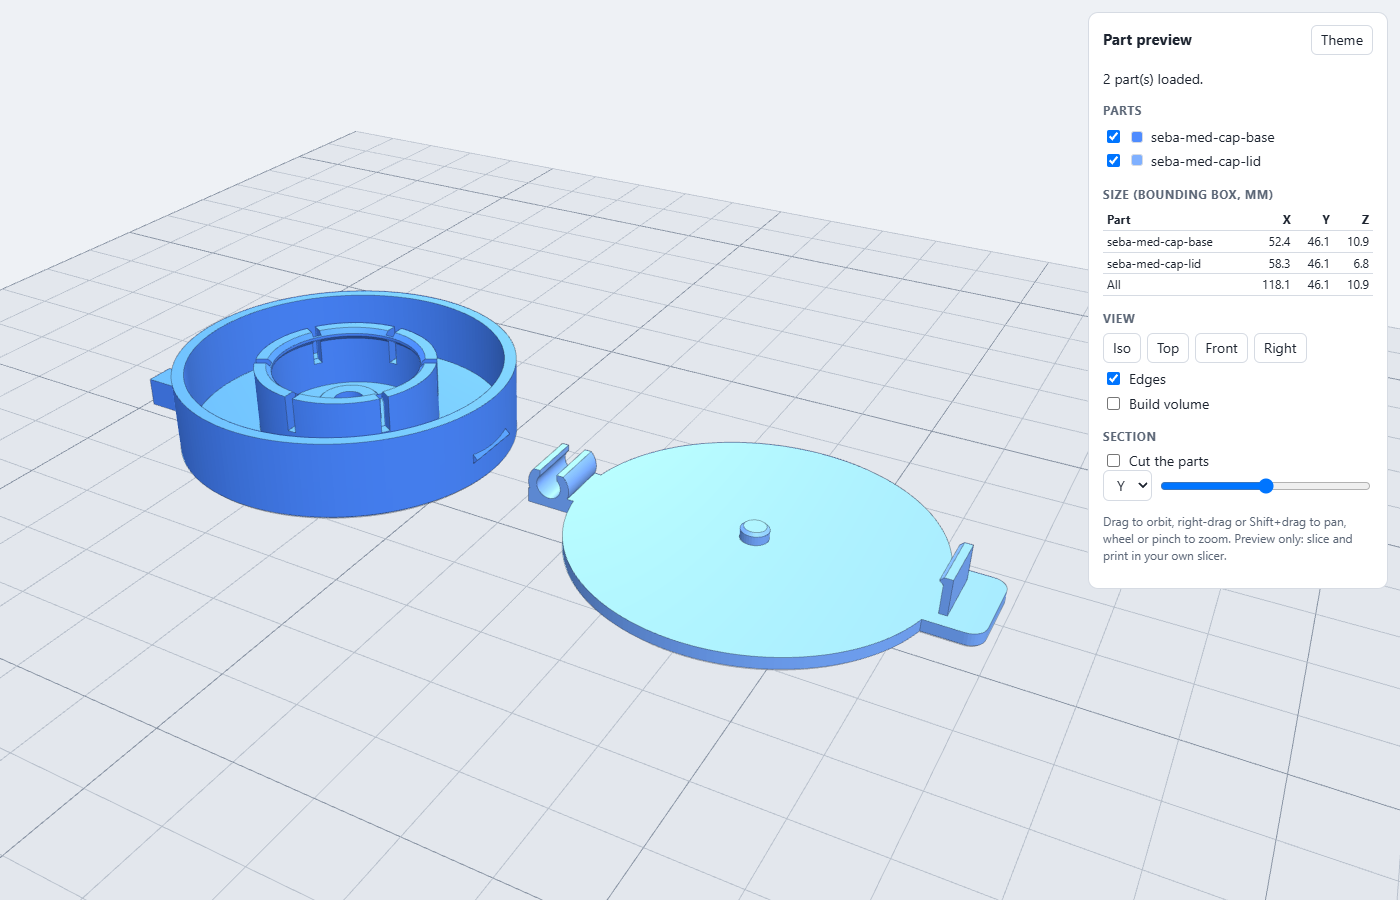 Part preview
Theme
2 part(s) loaded.
PARTS
seba-med-cap-base
seba-med-cap-lid
SIZE (BOUNDING BOX, MM)
Part X Y Z
seba-med-cap-base 52.4 46.1 10.9
seba-med-cap-lid 58.3 46.1 6.8
All 118.1 46.1 10.9
VIEW
Iso Top Front Right
Edges
Build volume
SECTION
Cut the parts
Y
Drag to orbit, right-drag or Shift+drag to pan,
wheel or pinch to zoom. Preview only: slice and
print in your own slicer.